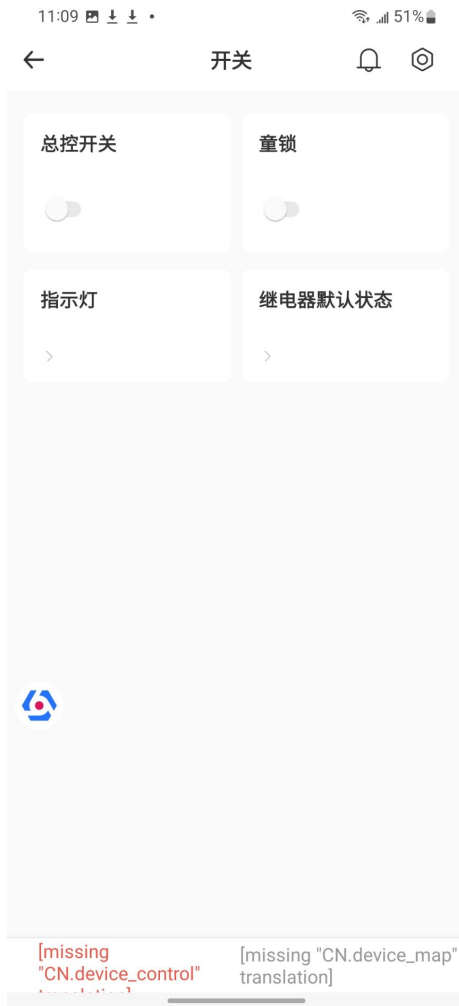 11:09
51%
开关
总控开关
童锁
指示灯
继电器默认状态
[missing
"CN.device_control"
translation]
[missing "CN.device_map"
translation]